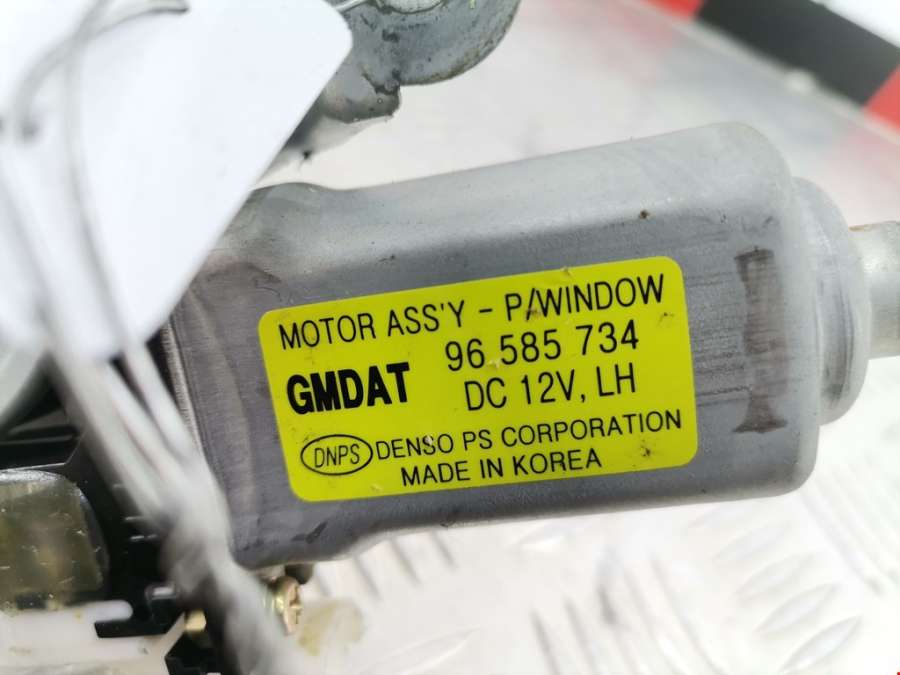 MOTOR ASS'Y - P/WINDOW
GMDAT 96 585 734
DC 12V, LH
DNPS DENSO PS CORPORATION
MADE IN KOREA